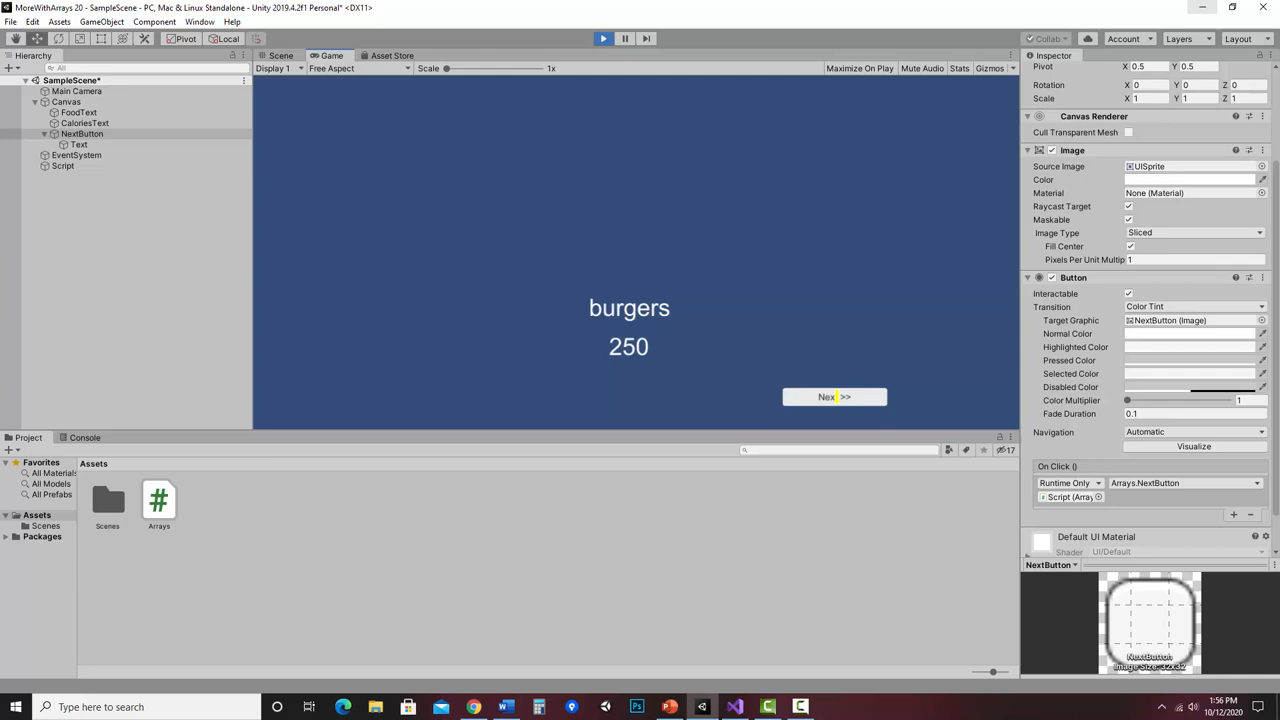 MoreWithArrays 20 - SampleScene - PC, Mac & Linux Standalone - Unity 2019.4.2f1 Personal* <DX11>
File Edit Assets GameObject Component Window Help
Pivot Local Collab Account Layers Layout
Hierarchy Scene Game Asset Store Inspector
All
Display 1 Free Aspect Scale 1x Maximize On Play Mute Audio Stats Gizmos
SampleScene*
Main Camera
Canvas
FoodText
CaloriesText
NextButton
Text
EventSystem
Script
burgers
250
Nex >>
Pivot X 0.5 Y 0.5
Rotation X 0 Y 0 Z 0
Scale X 1 Y 1 Z 1
Canvas Renderer
Cull Transparent Mesh
Image
Source Image UISprite
Color
Material None (Material)
Raycast Target
Maskable
Image Type Sliced
Fill Center
Pixels Per Unit Multip 1
Button
Interactable
Transition Color Tint
Target Graphic NextButton (Image)
Normal Color
Highlighted Color
Pressed Color
Selected Color
Disabled Color
Color Multiplier 1
Fade Duration 0.1
Navigation Automatic
Visualize
On Click ()
Runtime Only Arrays.NextButton
Script (Array
Default UI Material
Shader UI/Default
NextButton
NextButton
Image Size: 32x32
Project Console
17
Favorites
All Materials
All Models
All Prefabs
Assets
Scenes
Packages
Assets
Scenes Arrays
Type here to search
1:56 PM
10/12/2020